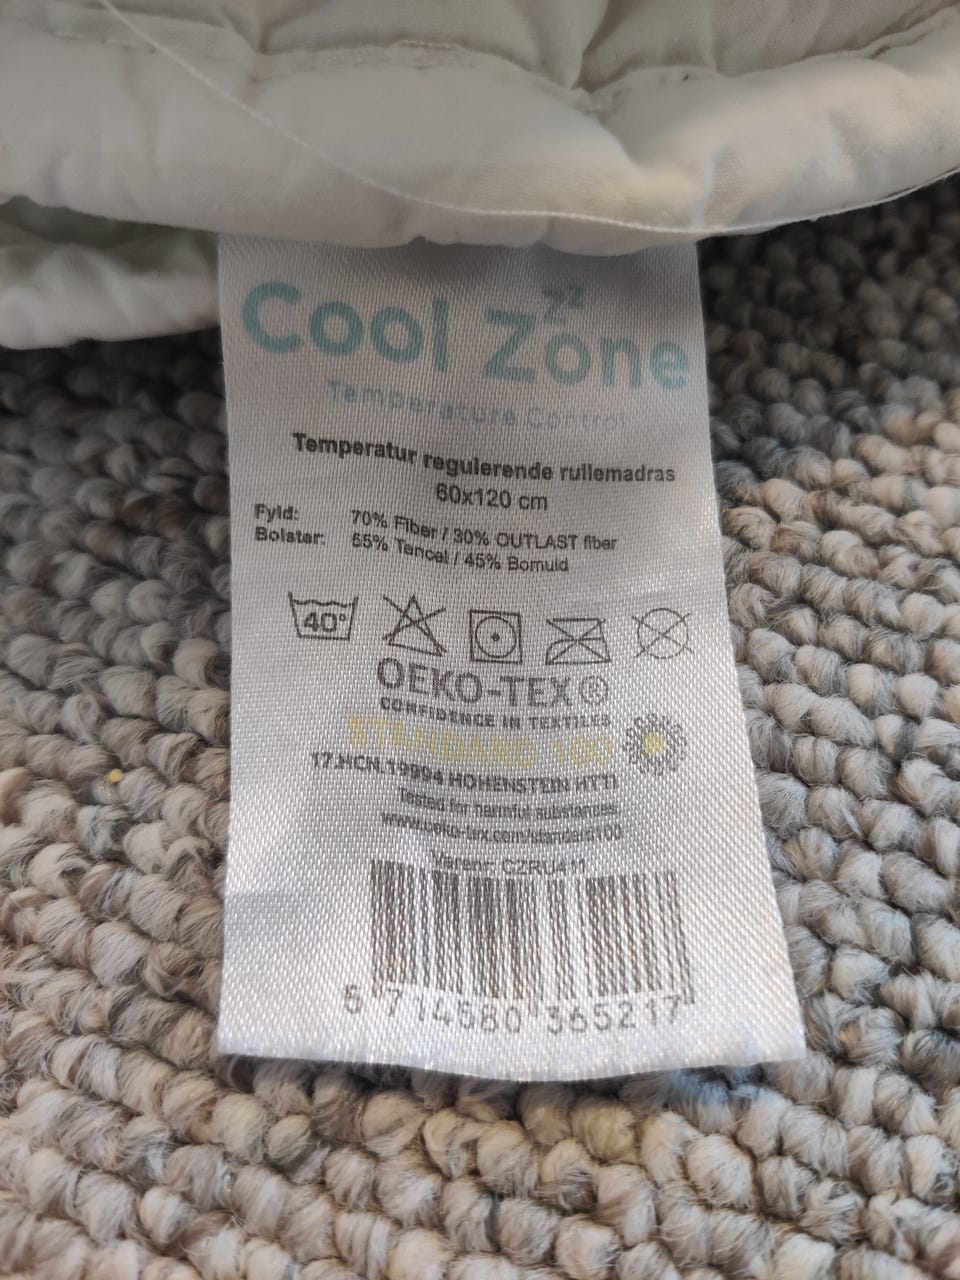 Cool Zone
zz
Temperature Control
Temperatur regulerende rullemadras
60x120 cm
Fyld: 70% Fiber / 30% OUTLAST fiber
Bolster: 55% Tencel / 45% Bomuld
40°
OEKO-TEX®
CONFIDENCE IN TEXTILES
STANDARD 100
17.HCN.19994 HOHENSTEIN HTTI
Tested for harmful substances
www.oeko-tex.com/standard100
Varenr: CZRU411
5 714580 365217